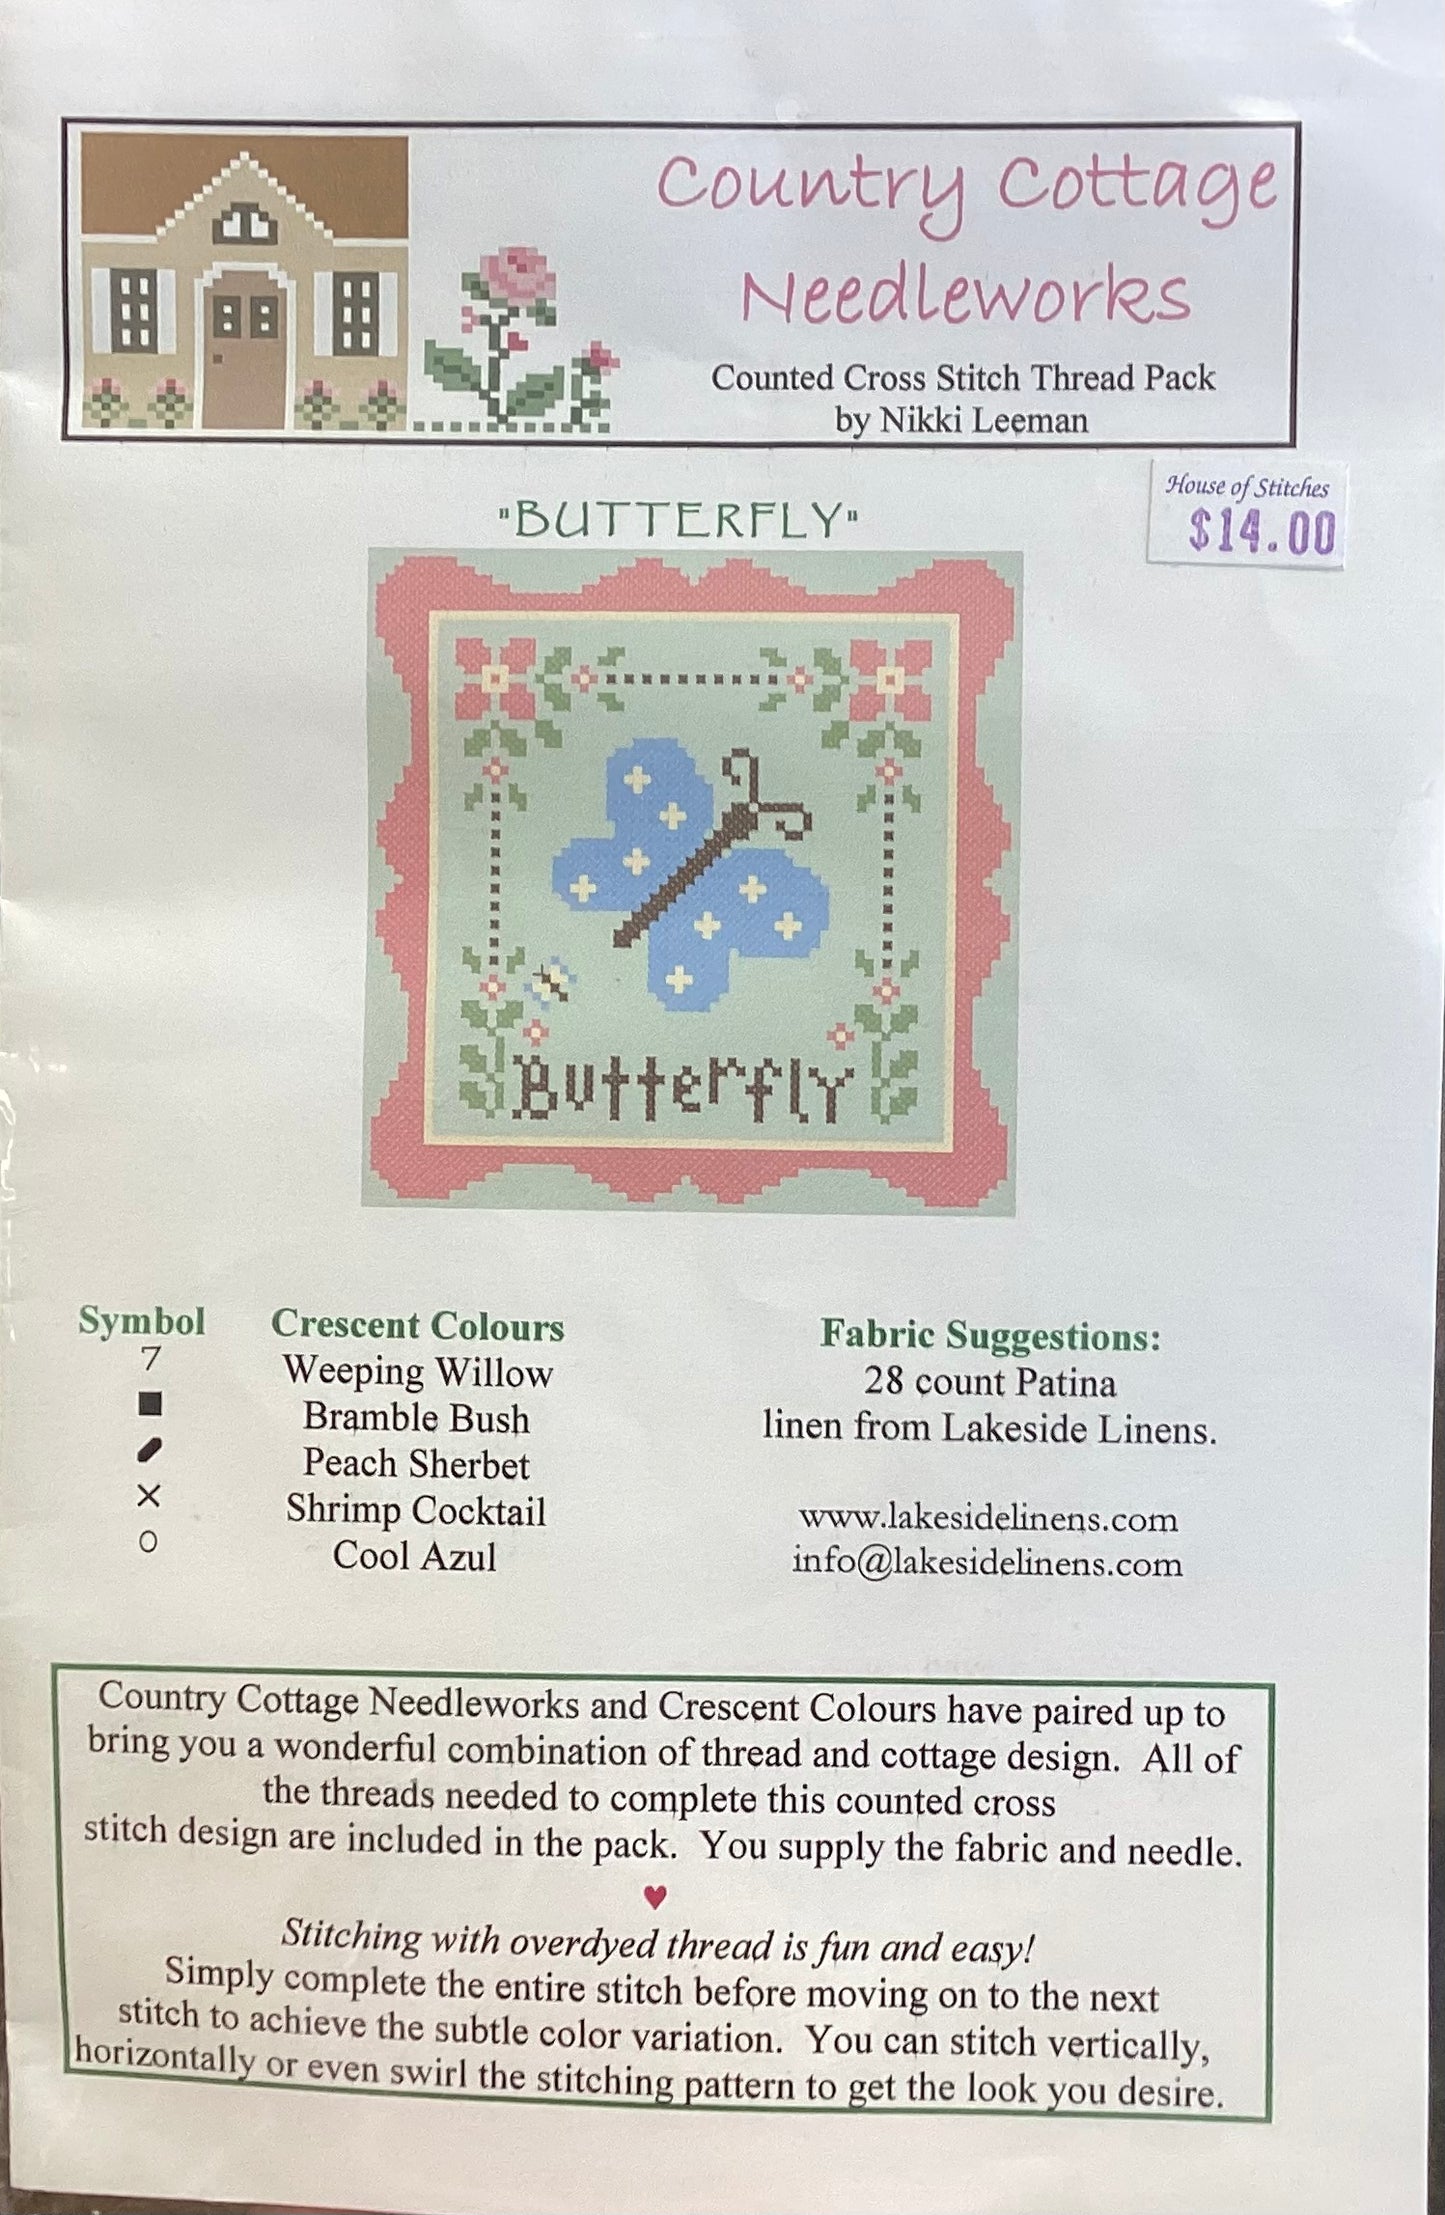 Country Cottage
Needleworks
Counted Cross Stitch Thread Pack
by Nikki Leeman
House of Stitches
$14.00
"BUTTERFLY"
Butterfly
Symbol
7
■
×
○
Crescent Colours
Weeping Willow
Bramble Bush
Peach Sherbet
Shrimp Cocktail
Cool Azul
Fabric Suggestions:
28 count Patina
linen from Lakeside Linens.
www.lakesidelinens.com
info@lakesidelinens.com
Country Cottage Needleworks and Crescent Colours have paired up to
bring you a wonderful combination of thread and cottage design. All of
the threads needed to complete this counted cross
stitch design are included in the pack. You supply the fabric and needle.
♥
Stitching with overdyed thread is fun and easy!
Simply complete the entire stitch before moving on to the next
stitch to achieve the subtle color variation. You can stitch vertically,
horizontally or even swirl the stitching pattern to get the look you desire.